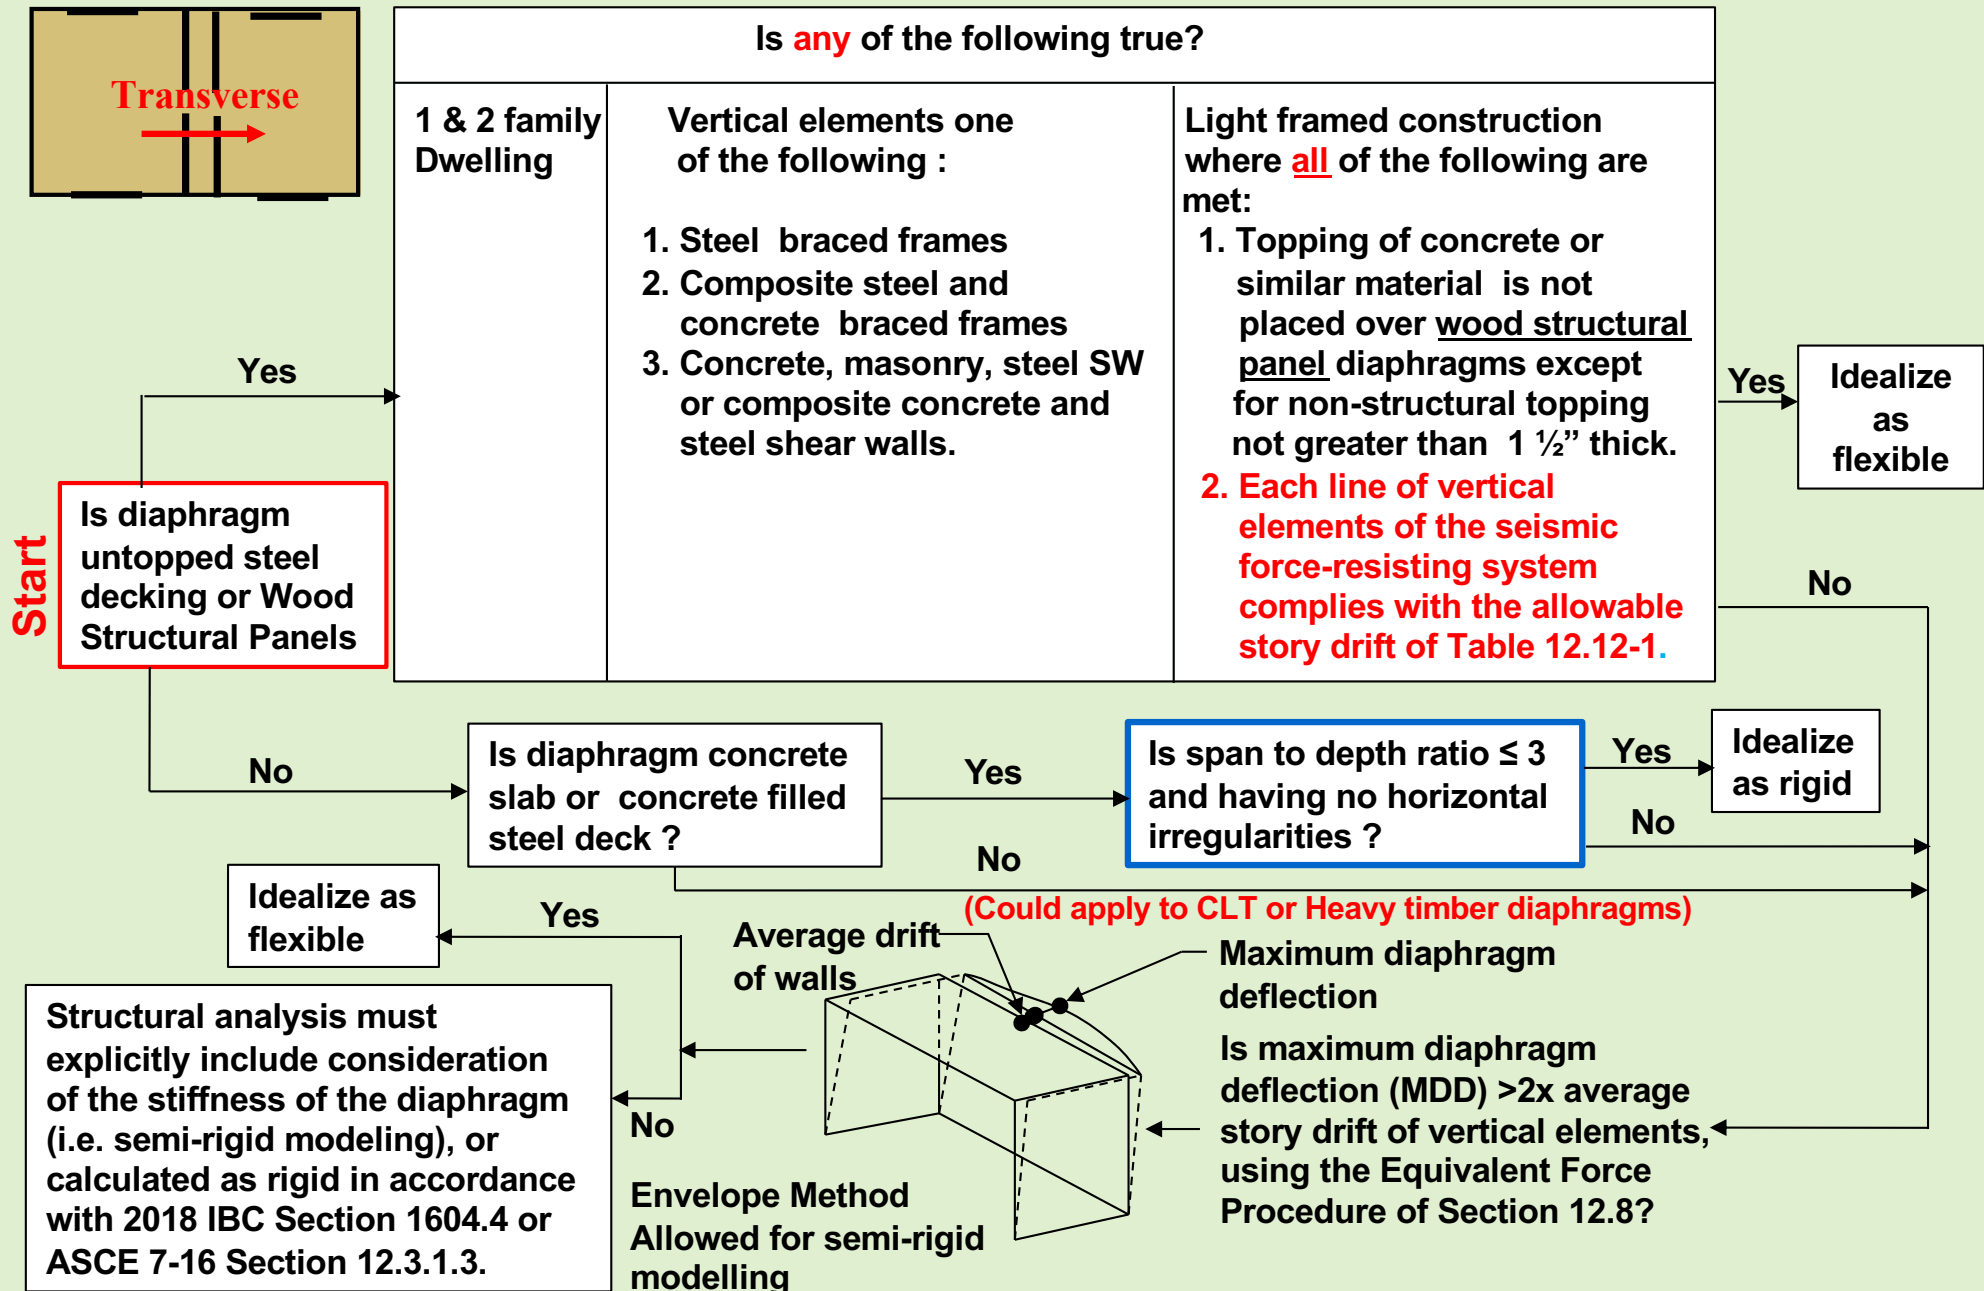 Transverse
Is any of the following true?
1 & 2 family
Dwelling
Vertical elements one
of the following :
1. Steel braced frames
2. Composite steel and
concrete braced frames
3. Concrete, masonry, steel SW
or composite concrete and
steel shear walls.
Light framed construction
where all of the following are
met:
1. Topping of concrete or
similar material is not
placed over wood structural
panel diaphragms except
for non-structural topping
not greater than 1 ½” thick.
2. Each line of vertical
elements of the seismic
force-resisting system
complies with the allowable
story drift of Table 12.12-1.
Yes
Yes
Idealize
as
flexible
Start
Is diaphragm
untopped steel
decking or Wood
Structural Panels
No
No
Is diaphragm concrete
slab or concrete filled
steel deck ?
Yes
Is span to depth ratio ≤ 3
and having no horizontal
irregularities ?
Yes
Idealize
as rigid
No
No
(Could apply to CLT or Heavy timber diaphragms)
Idealize as
flexible
Yes
Average drift
of walls
Maximum diaphragm
deflection
Structural analysis must
explicitly include consideration
of the stiffness of the diaphragm
(i.e. semi-rigid modeling), or
calculated as rigid in accordance
with 2018 IBC Section 1604.4 or
ASCE 7-16 Section 12.3.1.3.
No
Is maximum diaphragm
deflection (MDD) >2x average
story drift of vertical elements,
using the Equivalent Force
Procedure of Section 12.8?
Envelope Method
Allowed for semi-rigid
modelling